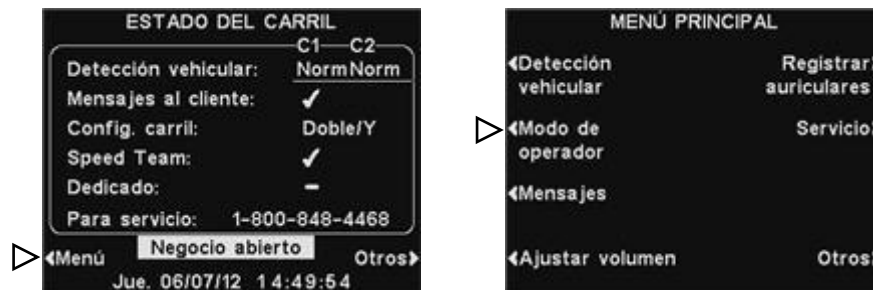 ESTADO DEL CARRIL
C1 C2
Detección vehicular: Norm Norm
Mensajes al cliente: ✓
Config. carril: Doble/Y
Speed Team: ✓
Dedicado: –
Para servicio: 1-800-848-4468
Negocio abierto
Menú Otros
Jue. 06/07/12 14:49:54
MENÚ PRINCIPAL
Detección Registrar
vehicular auriculares
Modo de Servicio
operador
Mensajes
Ajustar volumen Otros